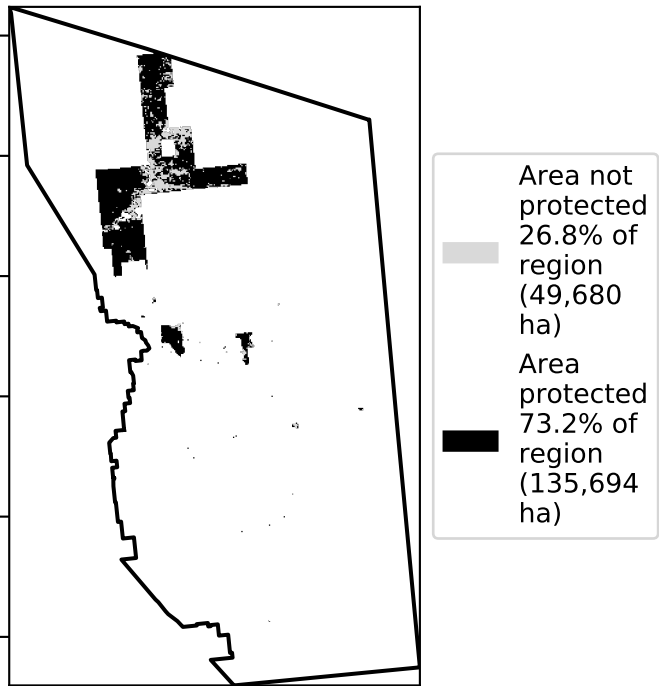 Area not
protected
26.8% of
region
(49,680
ha)
Area
protected
73.2% of
region
(135,694
ha)